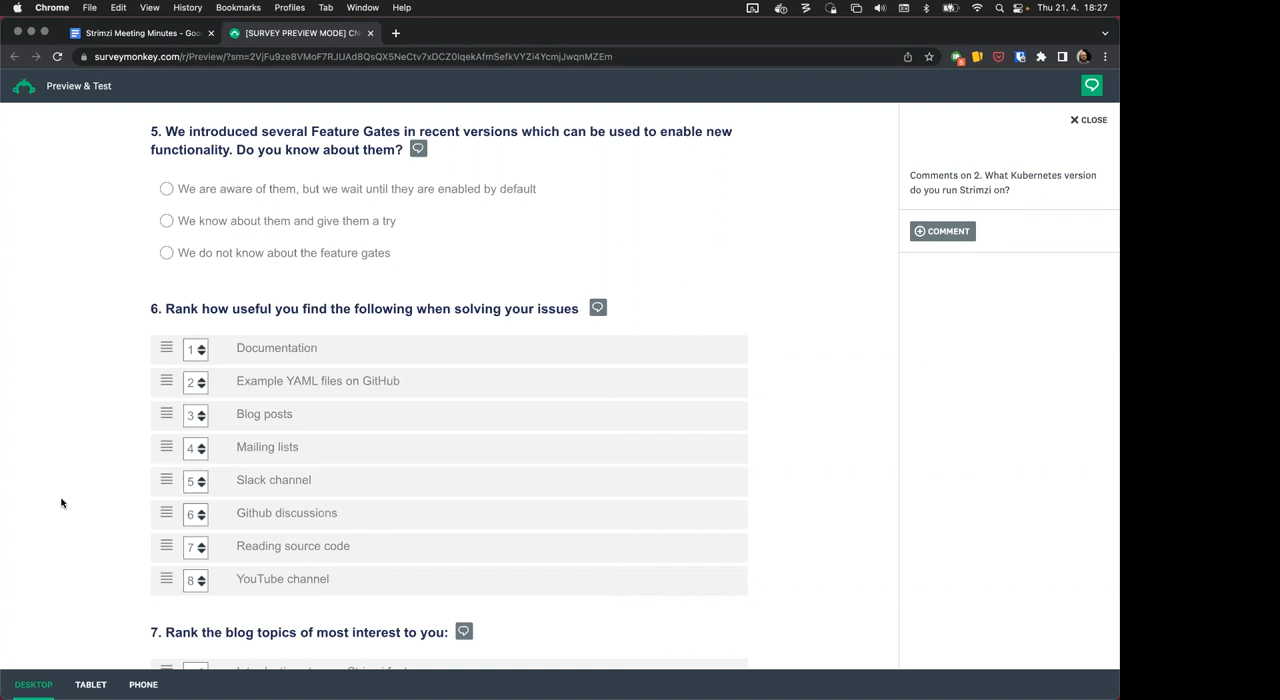 Chrome File Edit View History Bookmarks Profiles Tab Window Help Thu 21. 4. 18:27
Strimzi Meeting Minutes - Goo [SURVEY PREVIEW MODE] CN
surveymonkey.com/r/Preview/?sm=2VjFu9ze8VMoF7RJUAd8QsQX5NeCtv7xDCZ0lqekAfmSefkVYZi4YcmjJwqnMZEm
Preview & Test
CLOSE
5. We introduced several Feature Gates in recent versions which can be used to enable new
functionality. Do you know about them?
We are aware of them, but we wait until they are enabled by default
We know about them and give them a try
We do not know about the feature gates
Comments on 2. What Kubernetes version
do you run Strimzi on?
COMMENT
6. Rank how useful you find the following when solving your issues
1 Documentation
2 Example YAML files on GitHub
3 Blog posts
4 Mailing lists
5 Slack channel
6 Github discussions
7 Reading source code
8 YouTube channel
7. Rank the blog topics of most interest to you:
DESKTOP TABLET PHONE